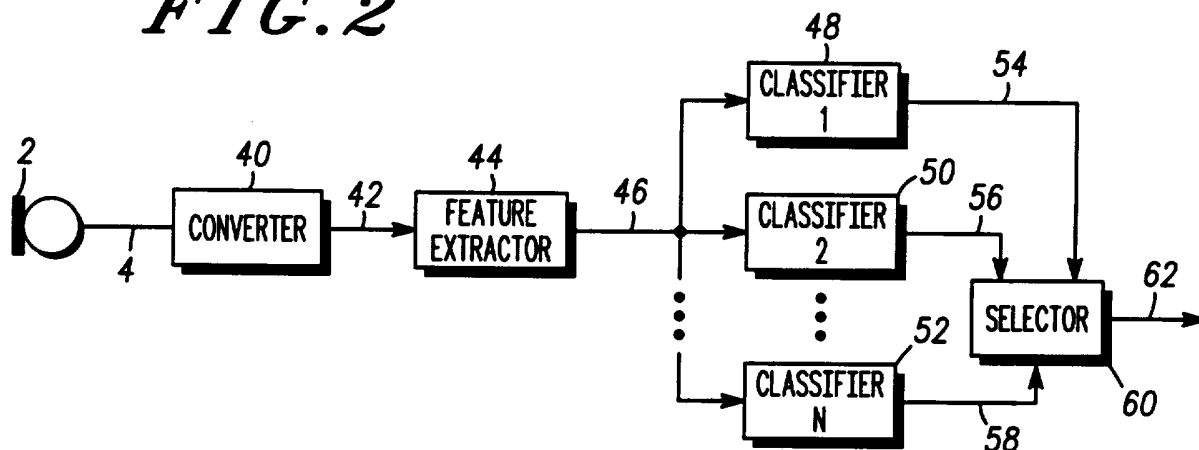 FIG. 2
48
54
CLASSIFIER
1
2
40
44
50
42
46
56
CONVERTER
FEATURE
EXTRACTOR
CLASSIFIER
2
4
62
SELECTOR
52
CLASSIFIER
N
60
58